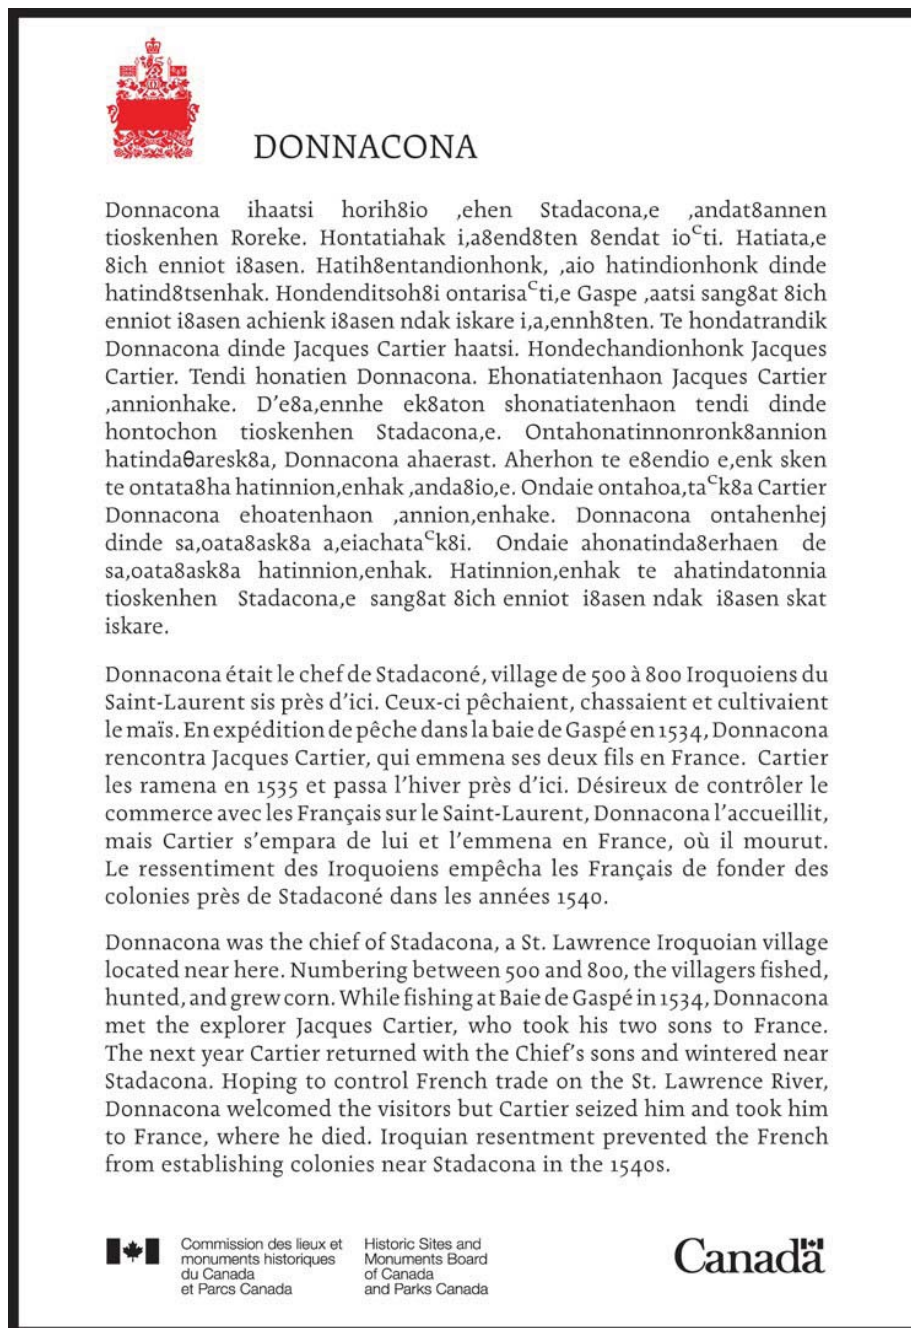 DONNACONA
Donnacona ihaatsi horih8io ,ehen Stadacona,e ,andat8annen
tioskenhen Roreke. Hontatiahak i,a8end8ten 8endat ioᑦti. Hatiata,e
8ich enniot i8asen. Hatih8entandionhonk, ,aio hatindionhonk dinde
hatind8tsenhak. Hondenditsoh8i ontarisaᑦti,e Gaspe ,aatsi sang8at 8ich
enniot i8asen achienk i8asen ndak iskare i,a,ennh8ten. Te hondatrandik
Donnacona dinde Jacques Cartier haatsi. Hondechandionhonk Jacques
Cartier. Tendi honatien Donnacona. Ehonatiatenhaon Jacques Cartier
,annionhake. D'e8a,ennhe ek8aton shonatiatenhaon tendi dinde
hontochon tioskenhen Stadacona,e. Ontahonatinnonronk8annion
hatindaθaresk8a, Donnacona ahaerast. Aherhon te e8endio e,enk sken
te ontata8ha hatinnion,enhak ,anda8io,e. Ondaie ontahoa,taᑦk8a Cartier
Donnacona ehoatenhaon ,annion,enhake. Donnacona ontahenhej
dinde sa,oata8ask8a a,eiachataᑦk8i. Ondaie ahonatinda8erhaen de
sa,oata8ask8a hatinnion,enhak. Hatinnion,enhak te ahatindatonnia
tioskenhen Stadacona,e sang8at 8ich enniot i8asen ndak i8asen skat
iskare.
Donnacona était le chef de Stadaconé, village de 500 à 800 Iroquoiens du
Saint-Laurent sis près d'ici. Ceux-ci pêchaient, chassaient et cultivaient
le maïs. En expédition de pêche dans la baie de Gaspé en 1534, Donnacona
rencontra Jacques Cartier, qui emmena ses deux fils en France. Cartier
les ramena en 1535 et passa l'hiver près d'ici. Désireux de contrôler le
commerce avec les Français sur le Saint-Laurent, Donnacona l'accueillit,
mais Cartier s'empara de lui et l'emmena en France, où il mourut.
Le ressentiment des Iroquoiens empêcha les Français de fonder des
colonies près de Stadaconé dans les années 1540.
Donnacona was the chief of Stadacona, a St. Lawrence Iroquoian village
located near here. Numbering between 500 and 800, the villagers fished,
hunted, and grew corn. While fishing at Baie de Gaspé in 1534, Donnacona
met the explorer Jacques Cartier, who took his two sons to France.
The next year Cartier returned with the Chief's sons and wintered near
Stadacona. Hoping to control French trade on the St. Lawrence River,
Donnacona welcomed the visitors but Cartier seized him and took him
to France, where he died. Iroquian resentment prevented the French
from establishing colonies near Stadacona in the 1540s.
Commission des lieux et
monuments historiques
du Canada
et Parcs Canada
Historic Sites and
Monuments Board
of Canada
and Parks Canada
Canada